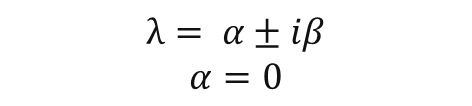 λ = α ± iβ
α = 0